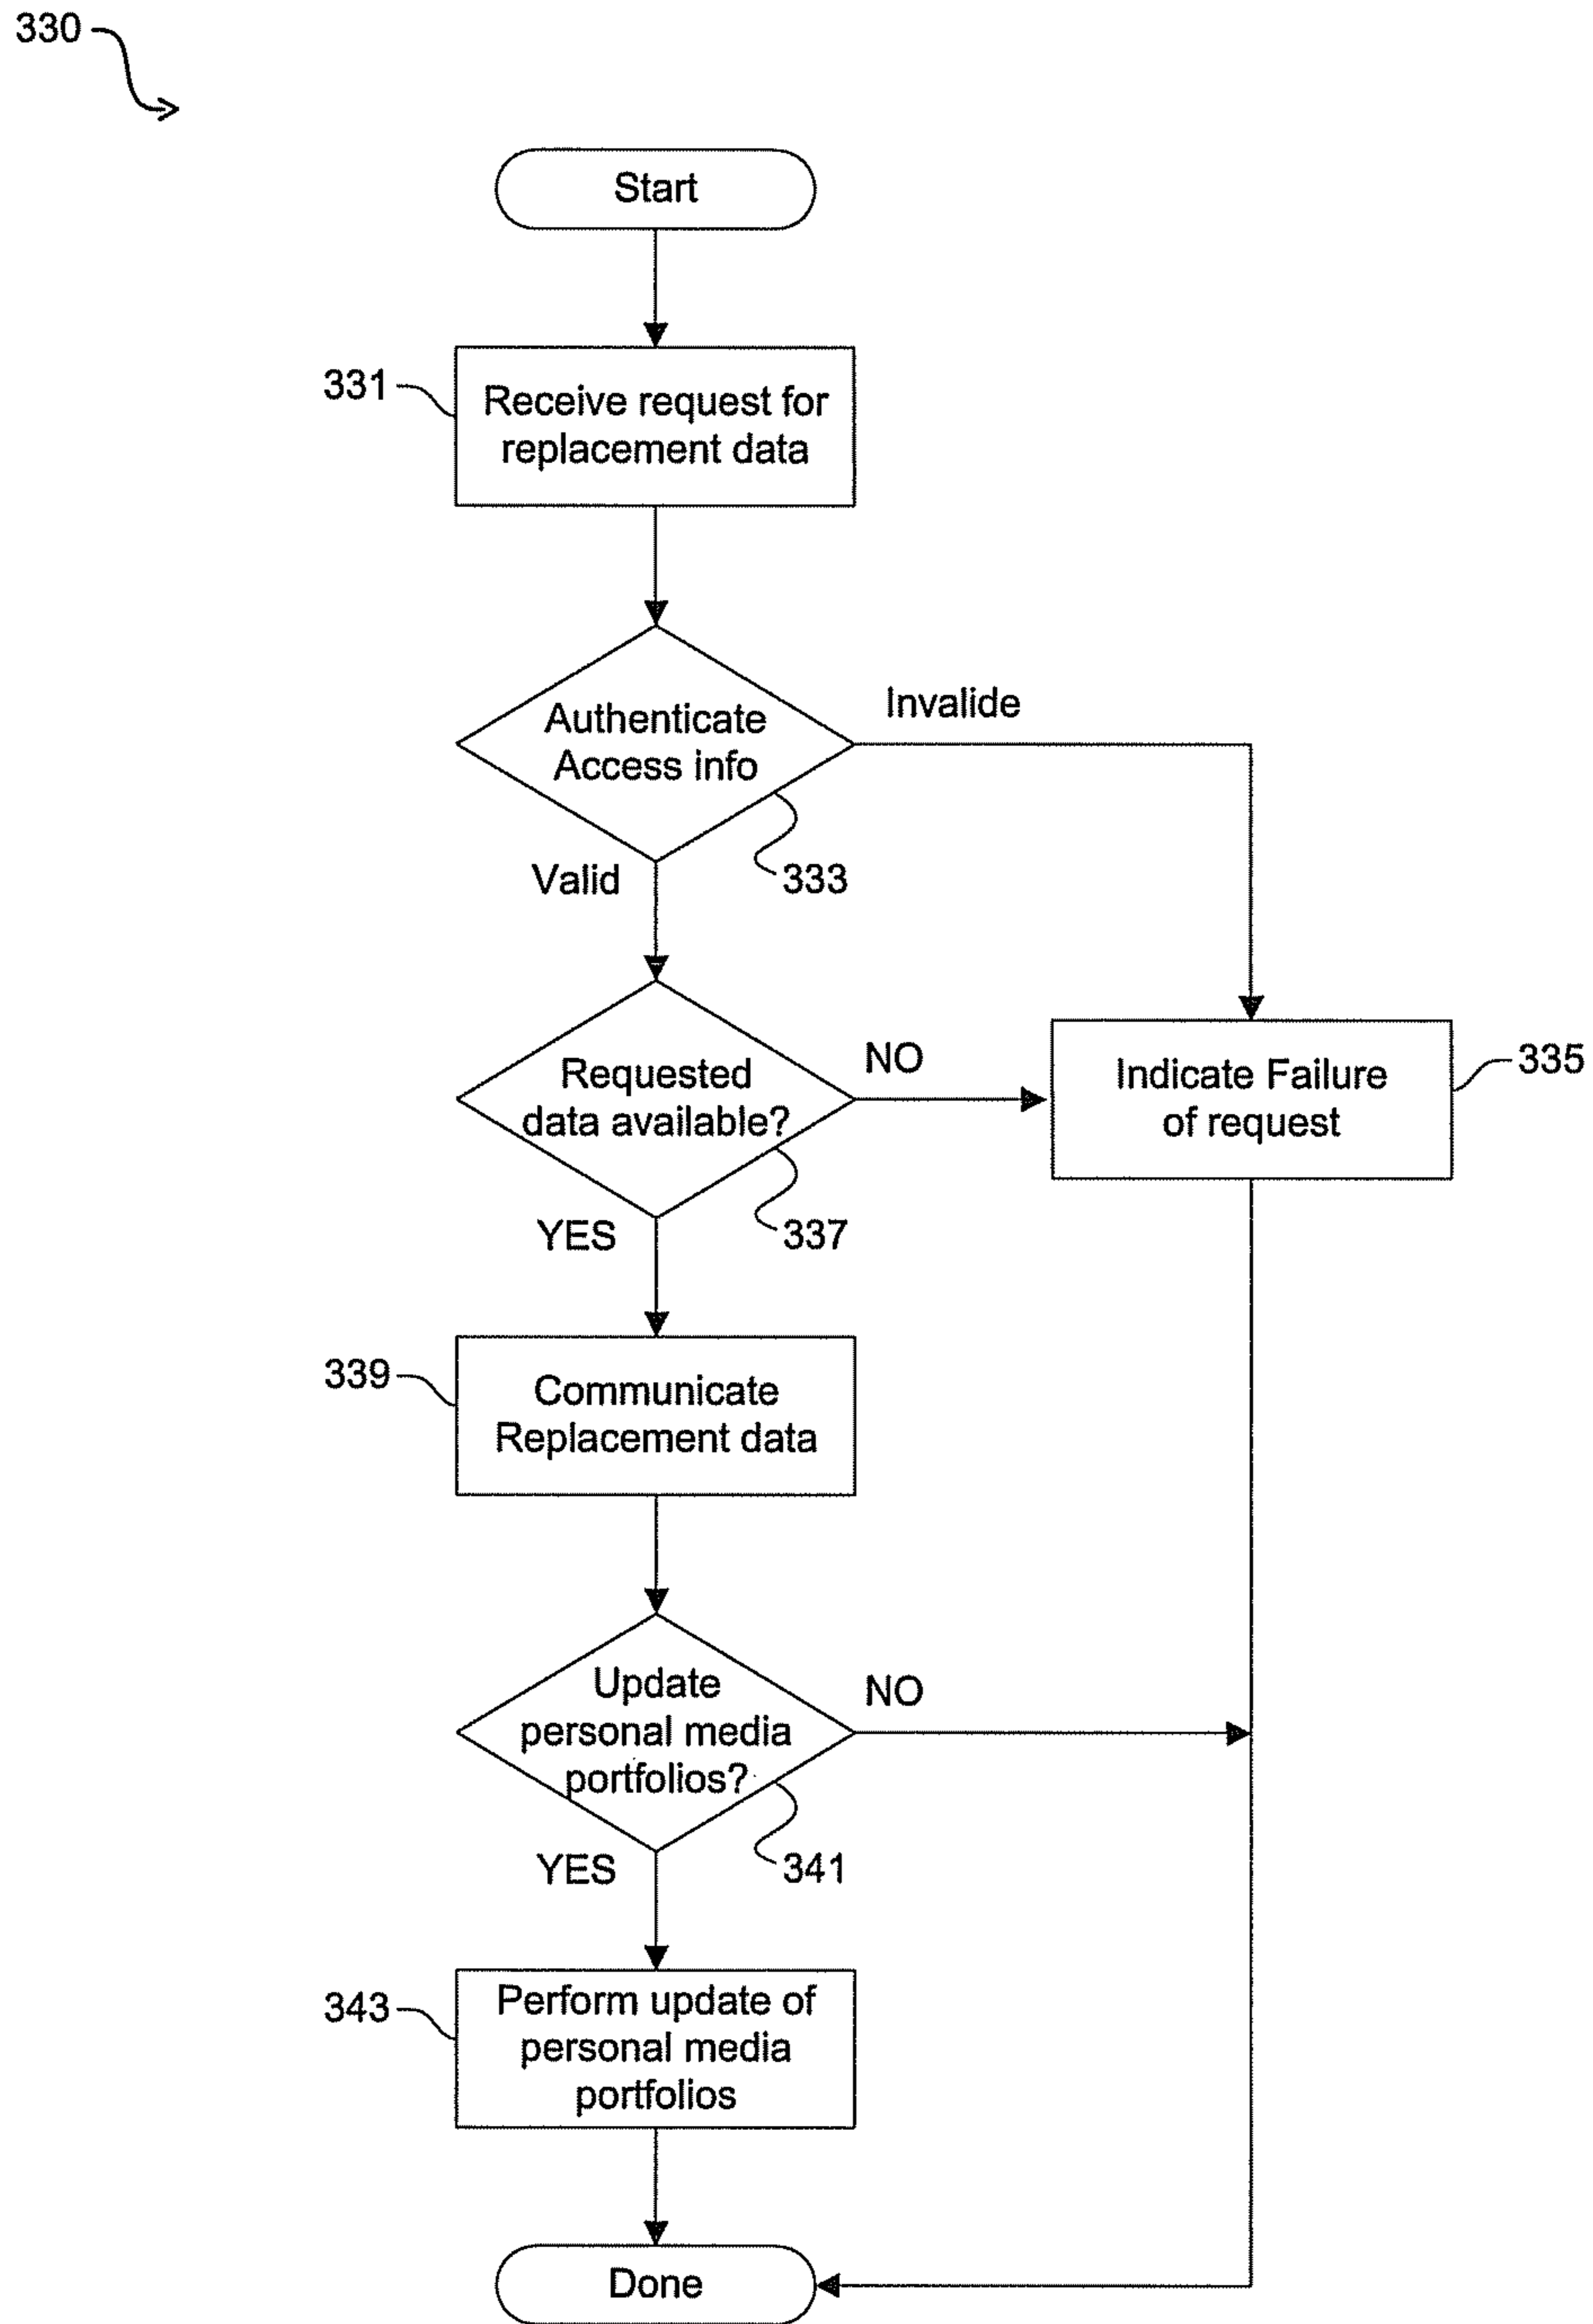 330
Start
331
Receive request for
replacement data
Authenticate
Access info
Invalide
333
Valid
Requested
data available?
NO
337
YES
Indicate Failure
of request
335
339
Communicate
Replacement data
Update
personal media
portfolios?
NO
341
YES
343
Perform update of
personal media
portfolios
Done